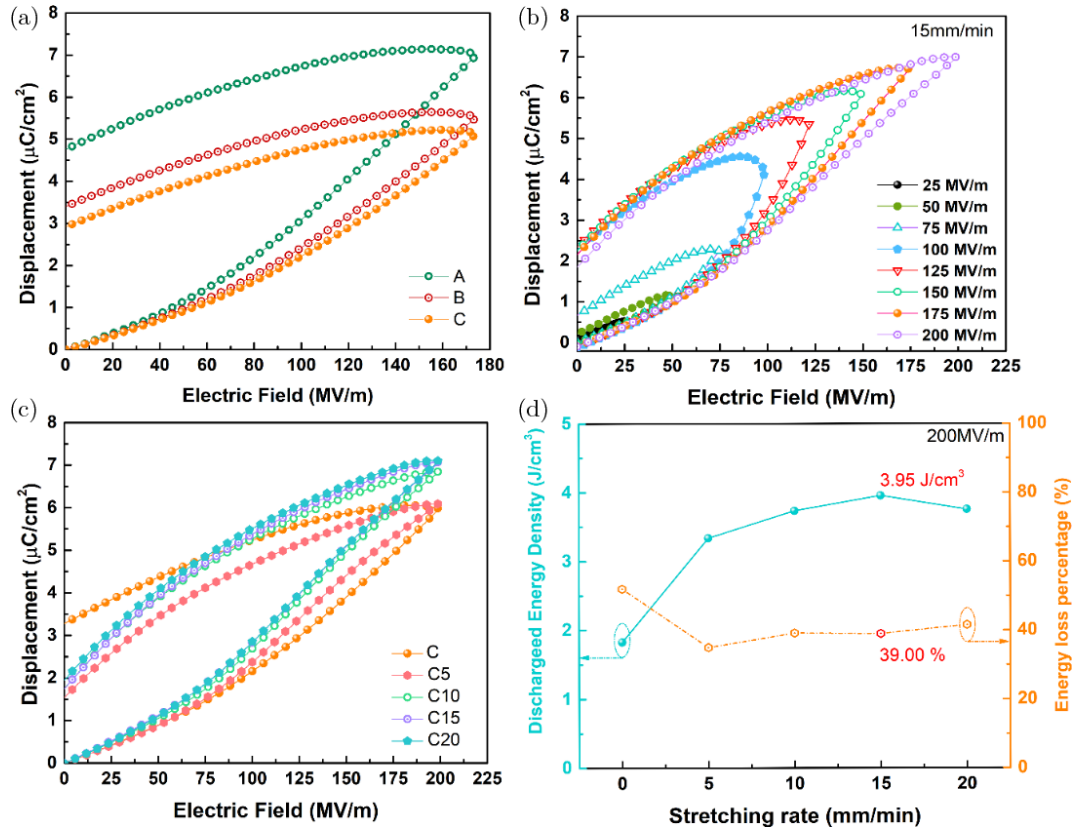 (a)
Displacement (μC/cm²)
8
7
6
5
4
3
2
1
0
A
B
C
0 20 40 60 80 100 120 140 160 180
Electric Field (MV/m)
(b)
15mm/min
Displacement (μC/cm²)
8
7
6
5
4
3
2
1
0
25 MV/m
50 MV/m
75 MV/m
100 MV/m
125 MV/m
150 MV/m
175 MV/m
200 MV/m
0 25 50 75 100 125 150 175 200 225
Electric Field (MV/m)
(c)
Displacement (μC/cm²)
8
7
6
5
4
3
2
1
0
C
C5
C10
C15
C20
0 25 50 75 100 125 150 175 200 225
Electric Field (MV/m)
(d)
200MV/m
Discharged Energy Density (J/cm³)
5
4
3
2
1
0
3.95 J/cm³
39.00 %
100
80
60
40
20
0
Energy loss percentage (%)
0 5 10 15 20
Stretching rate (mm/min)